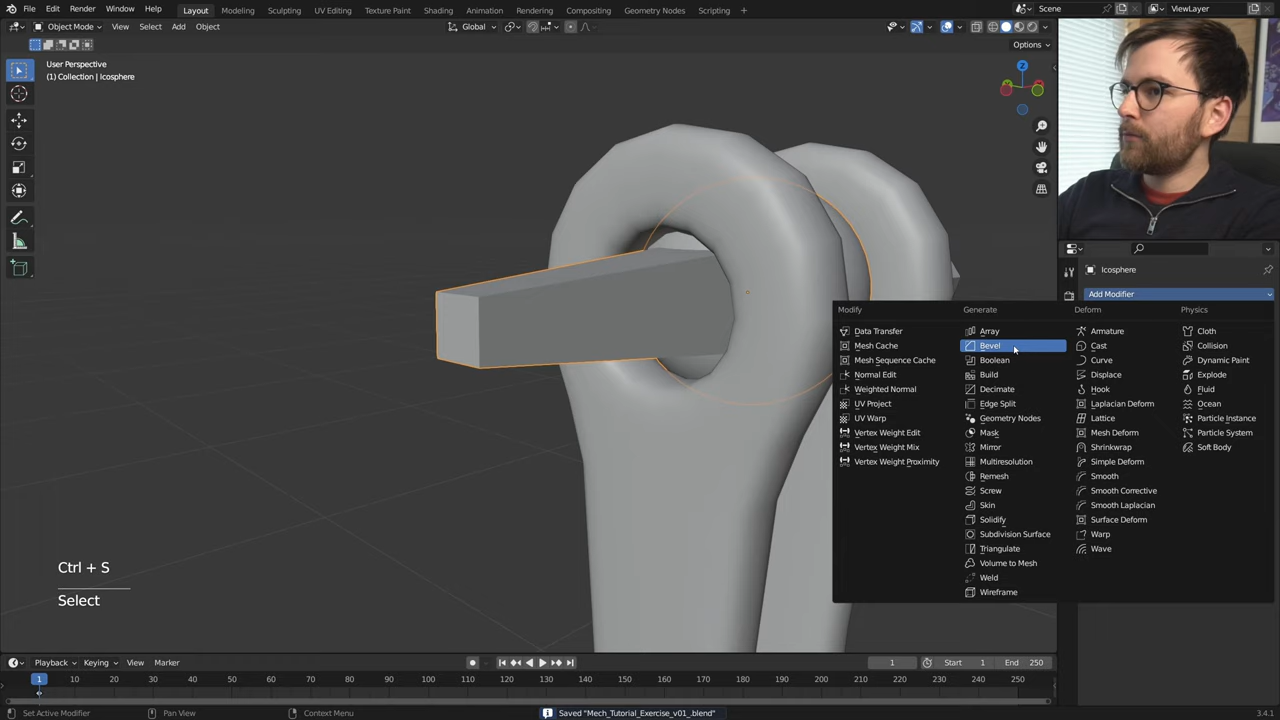 File Edit Render Window Help Layout Modeling Sculpting UV Editing Texture Paint Shading Animation Rendering Compositing Geometry Nodes Scripting + Scene ViewLayer
Object Mode View Select Add Object Global
Options
User Perspective
(1) Collection | Icosphere
Z
Icosphere
Add Modifier
Modify Generate Deform Physics
Data Transfer Array Armature Cloth
Mesh Cache Bevel Cast Collision
Mesh Sequence Cache Boolean Curve Dynamic Paint
Normal Edit Build Displace Explode
Weighted Normal Decimate Hook Fluid
UV Project Edge Split Laplacian Deform Ocean
UV Warp Geometry Nodes Lattice Particle Instance
Vertex Weight Edit Mask Mesh Deform Particle System
Vertex Weight Mix Mirror Shrinkwrap Soft Body
Vertex Weight Proximity Multiresolution Simple Deform
Remesh Smooth
Screw Smooth Corrective
Skin Smooth Laplacian
Solidify Surface Deform
Subdivision Surface Warp
Triangulate Wave
Volume to Mesh
Weld
Wireframe
Ctrl + S
Select
Playback Keying View Marker 1 Start 1 End 250
1 10 20 30 40 50 60 70 80 90 100 110 120 130 140 150 160 170 180 190 200 210 220 230 240 250
Set Active Modifier Pan View Context Menu Saved "Mech_Tutorial_Exercise_v01_.blend" 3.4.1